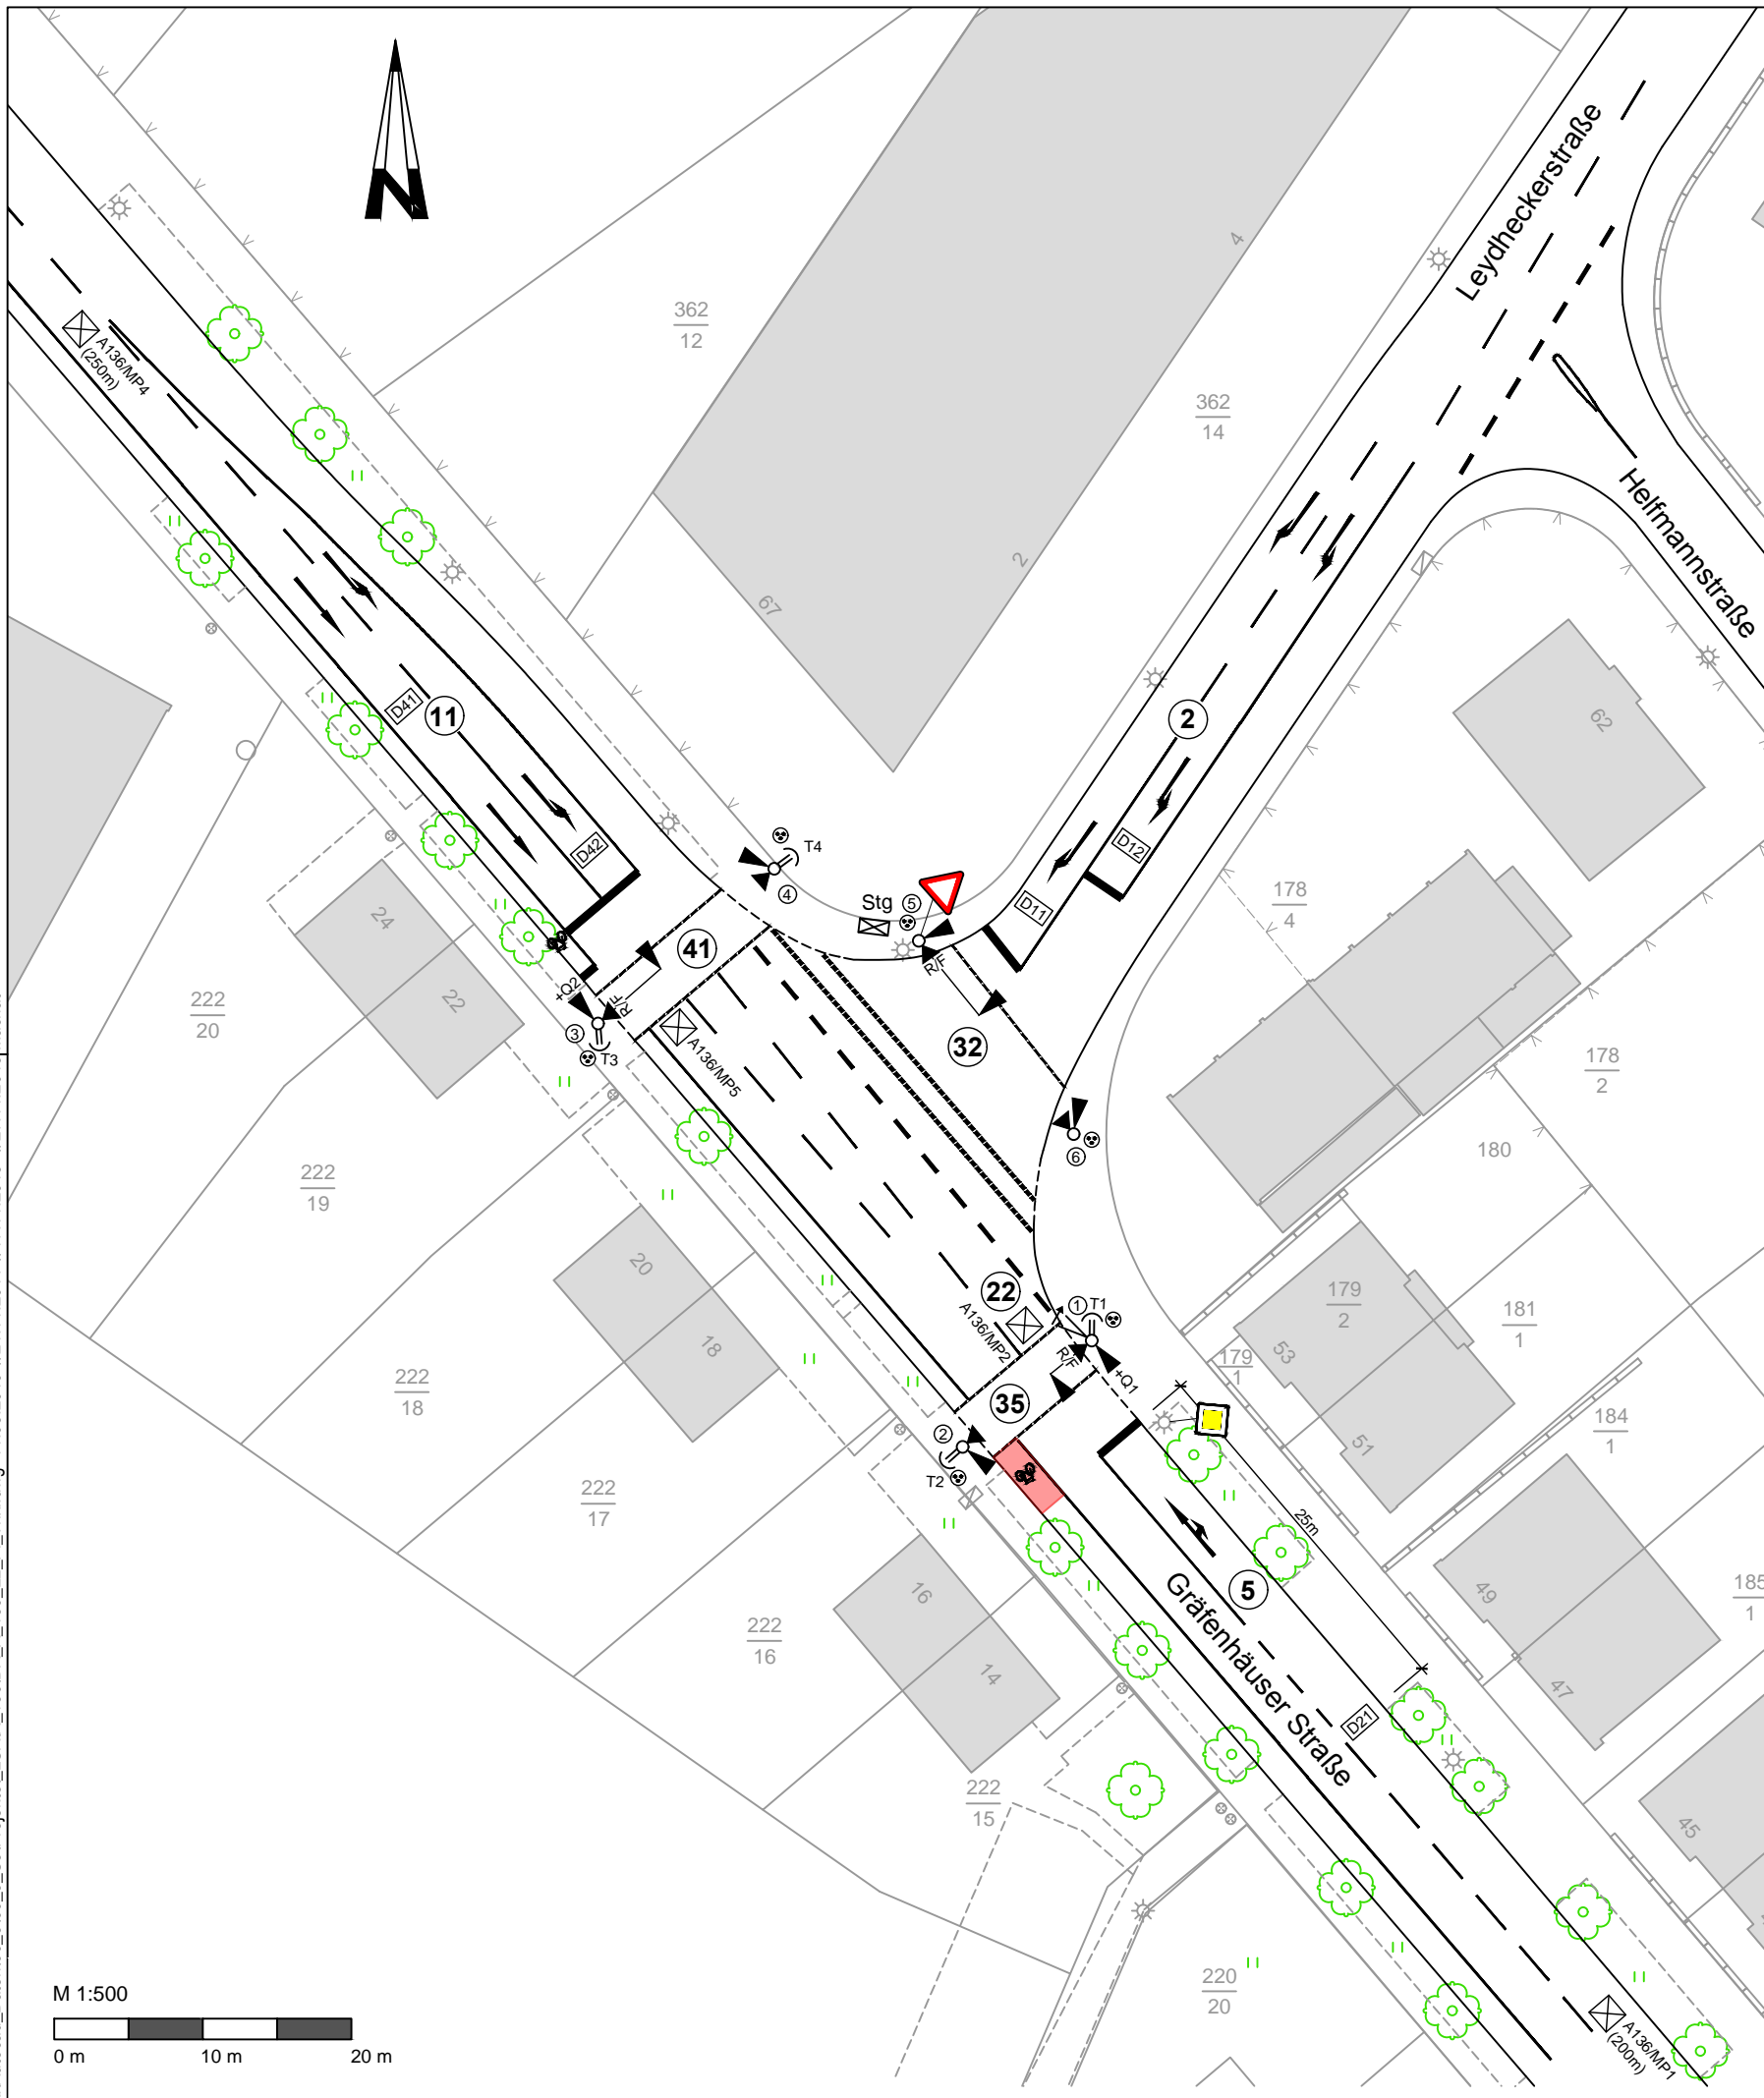 N
Leydheckerstraße
Helfmannstraße
Gräfenhäuser Straße
362
12
362
14
4
2
67
62
A136/MP4
(250m)
D41
11
D42
2
D12
D11
T4
4
Stg
5
R/F
41
R/F
+Q2
3
T3
A136/MP5
32
6
24
22
222
20
222
19
20
18
222
18
222
17
178
4
178
2
180
179
2
181
1
179
1
53
51
184
1
49
47
185
1
45
22
A136/MP2
1
T1
R/F
+Q1
35
2
T2
25m
5
D21
16
14
222
16
222
15
220
20
A136/MP1
(200m)
M 1:500
0 m
10 m
20 m